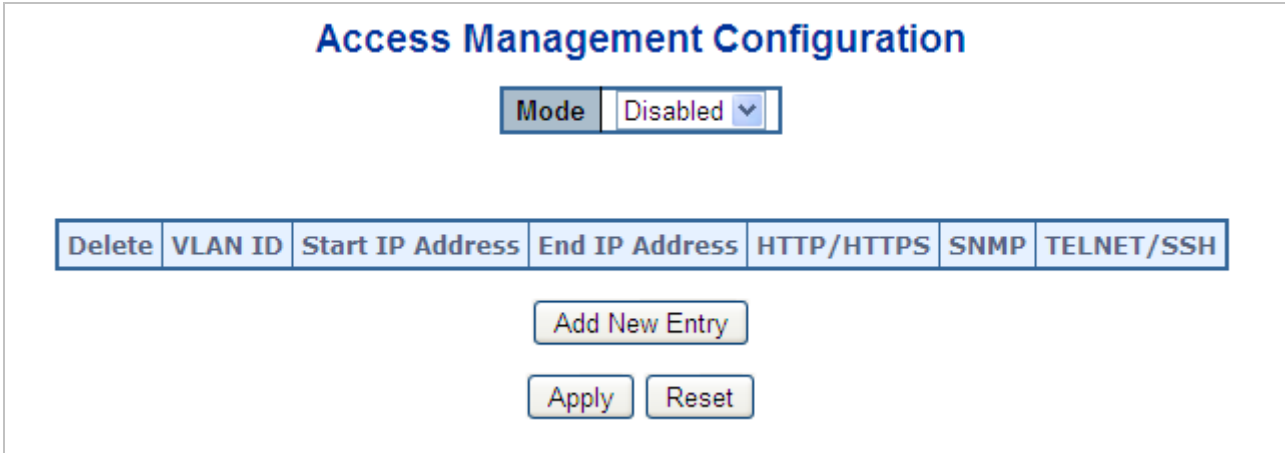 Access Management Configuration
Mode Disabled
Delete VLAN ID Start IP Address End IP Address HTTP/HTTPS SNMP TELNET/SSH
Add New Entry
Apply Reset